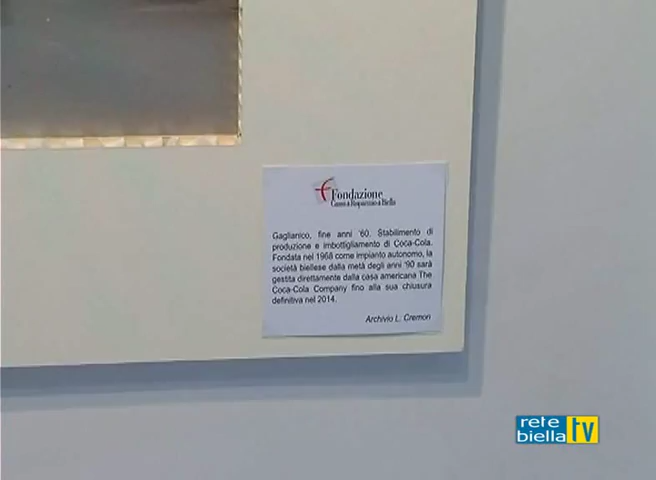 Fondazione
Cassa di Risparmio di Biella
Gaglianico, fine anni '60. Stabilimento di
produzione e imbottigliamento di Coca-Cola.
Fondata nel 1968 come impianto autonomo, la
società biellese dalla metà degli anni '90 sarà
gestita direttamente dalla casa americana The
Coca-Cola Company fino alla sua chiusura
definitiva nel 2014.
Archivio L. Cremon
rete
biella tv